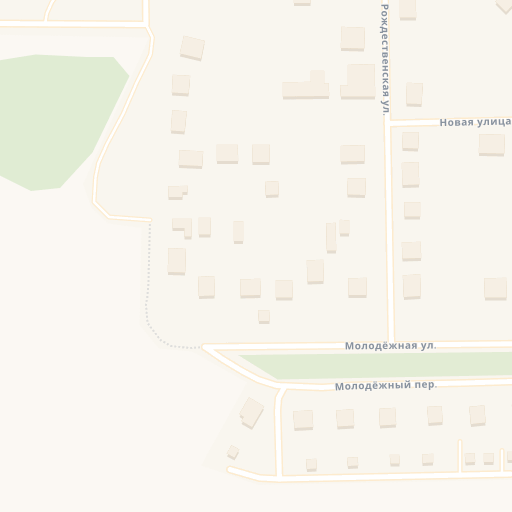 Рождественская ул.
Новая улица
Молодёжная ул.
Молодёжный пер.